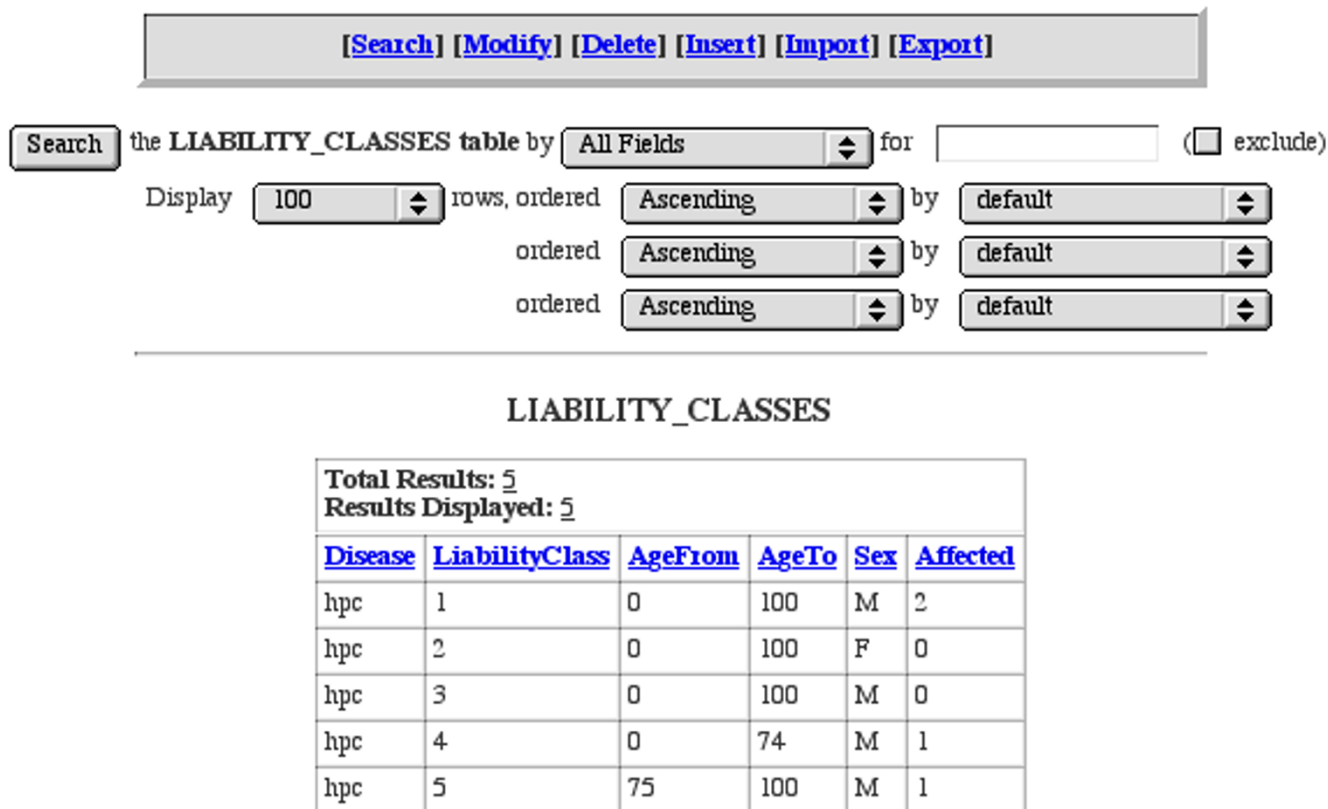 [Search] [Modify] [Delete] [Insert] [Import] [Export]
Search the LIABILITY_CLASSES table by All Fields for ( exclude)
Display 100 rows, ordered Ascending by default
ordered Ascending by default
ordered Ascending by default
LIABILITY_CLASSES
Total Results: 5
Results Displayed: 5
Disease LiabilityClass AgeFrom AgeTo Sex Affected
hpc 1 0 100 M 2
hpc 2 0 100 F 0
hpc 3 0 100 M 0
hpc 4 0 74 M 1
hpc 5 75 100 M 1